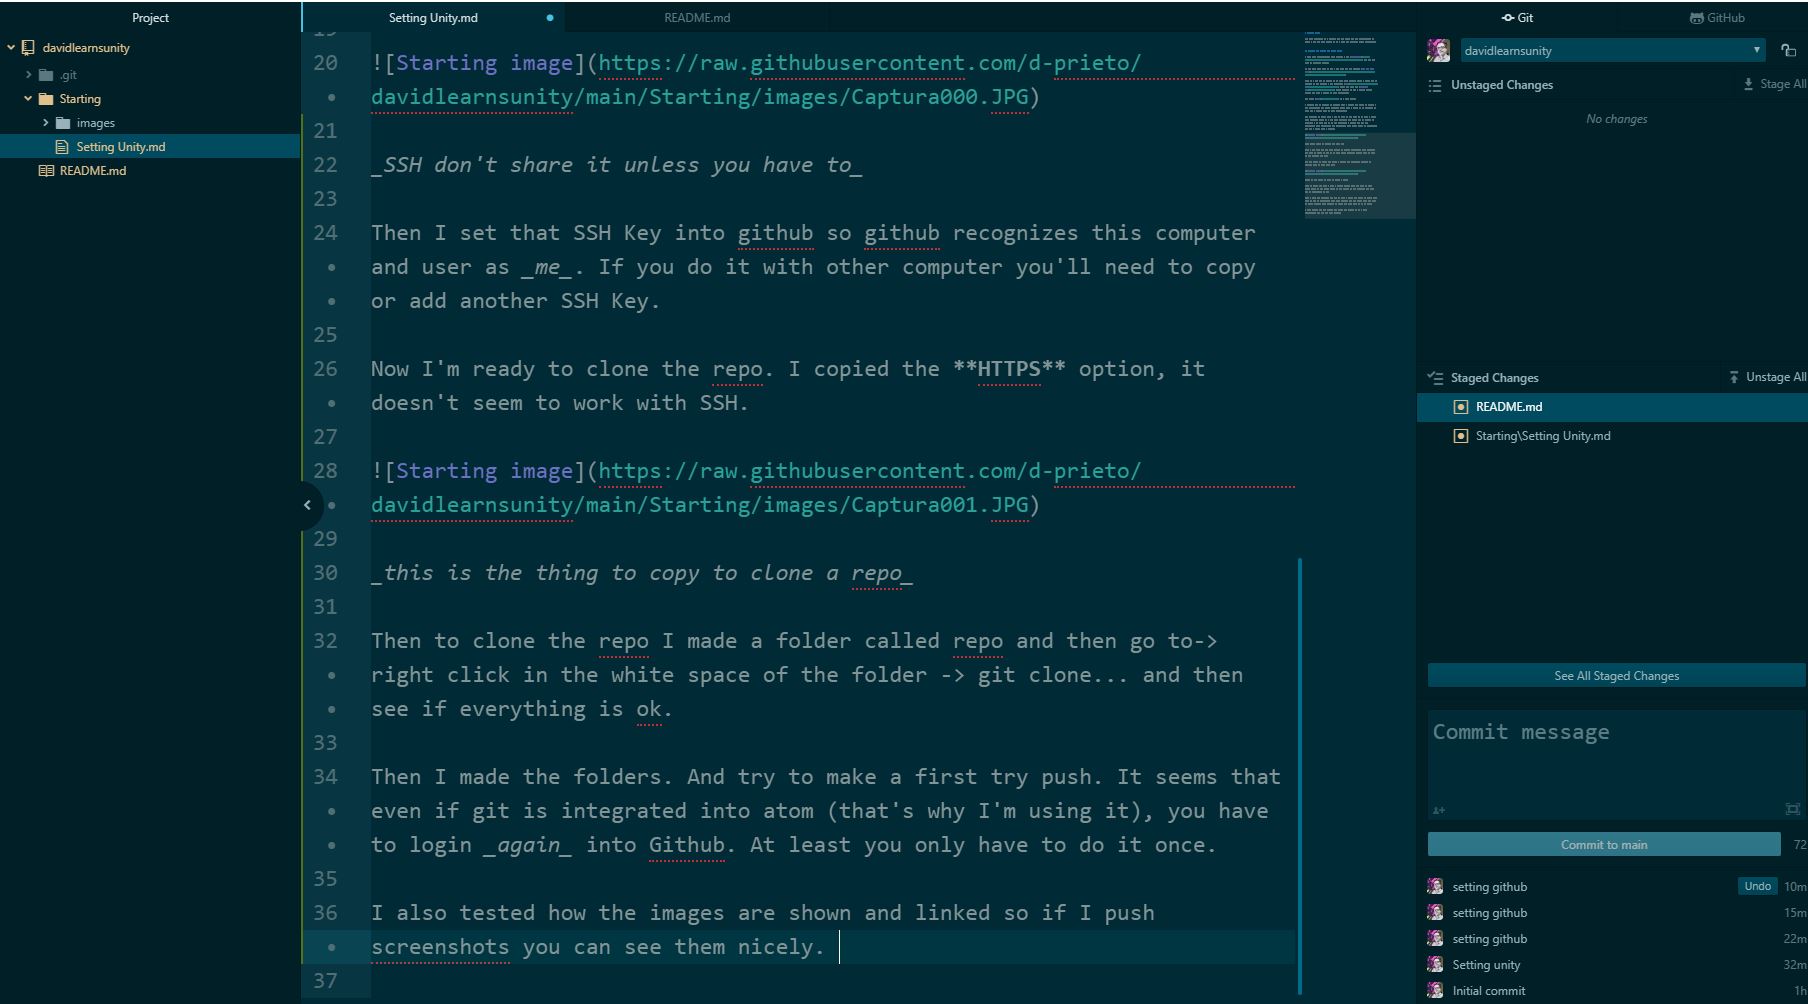 Project
davidlearnsunity
.git
Starting
images
Setting Unity.md
README.md
Setting Unity.md
README.md
19
20 ![Starting image](https://raw.githubusercontent.com/d-prieto/
davidlearnsunity/main/Starting/images/Captura000.JPG)
21
22 _SSH don't share it unless you have to_
23
24 Then I set that SSH Key into github so github recognizes this computer
and user as _me_. If you do it with other computer you'll need to copy
or add another SSH Key.
25
26 Now I'm ready to clone the repo. I copied the **HTTPS** option, it
doesn't seem to work with SSH.
27
28 ![Starting image](https://raw.githubusercontent.com/d-prieto/
davidlearnsunity/main/Starting/images/Captura001.JPG)
29
30 _this is the thing to copy to clone a repo_
31
32 Then to clone the repo I made a folder called repo and then go to->
right click in the white space of the folder -> git clone... and then
see if everything is ok.
33
34 Then I made the folders. And try to make a first try push. It seems that
even if git is integrated into atom (that's why I'm using it), you have
to login _again_ into Github. At least you only have to do it once.
35
36 I also tested how the images are shown and linked so if I push
screenshots you can see them nicely.
37
Git
GitHub
davidlearnsunity
Unstaged Changes
Stage All
No changes
Staged Changes
Unstage All
README.md
Starting\Setting Unity.md
See All Staged Changes
Commit message
Commit to main 72
setting github Undo 10m
setting github 15m
setting github 22m
Setting unity 32m
Initial commit 1h